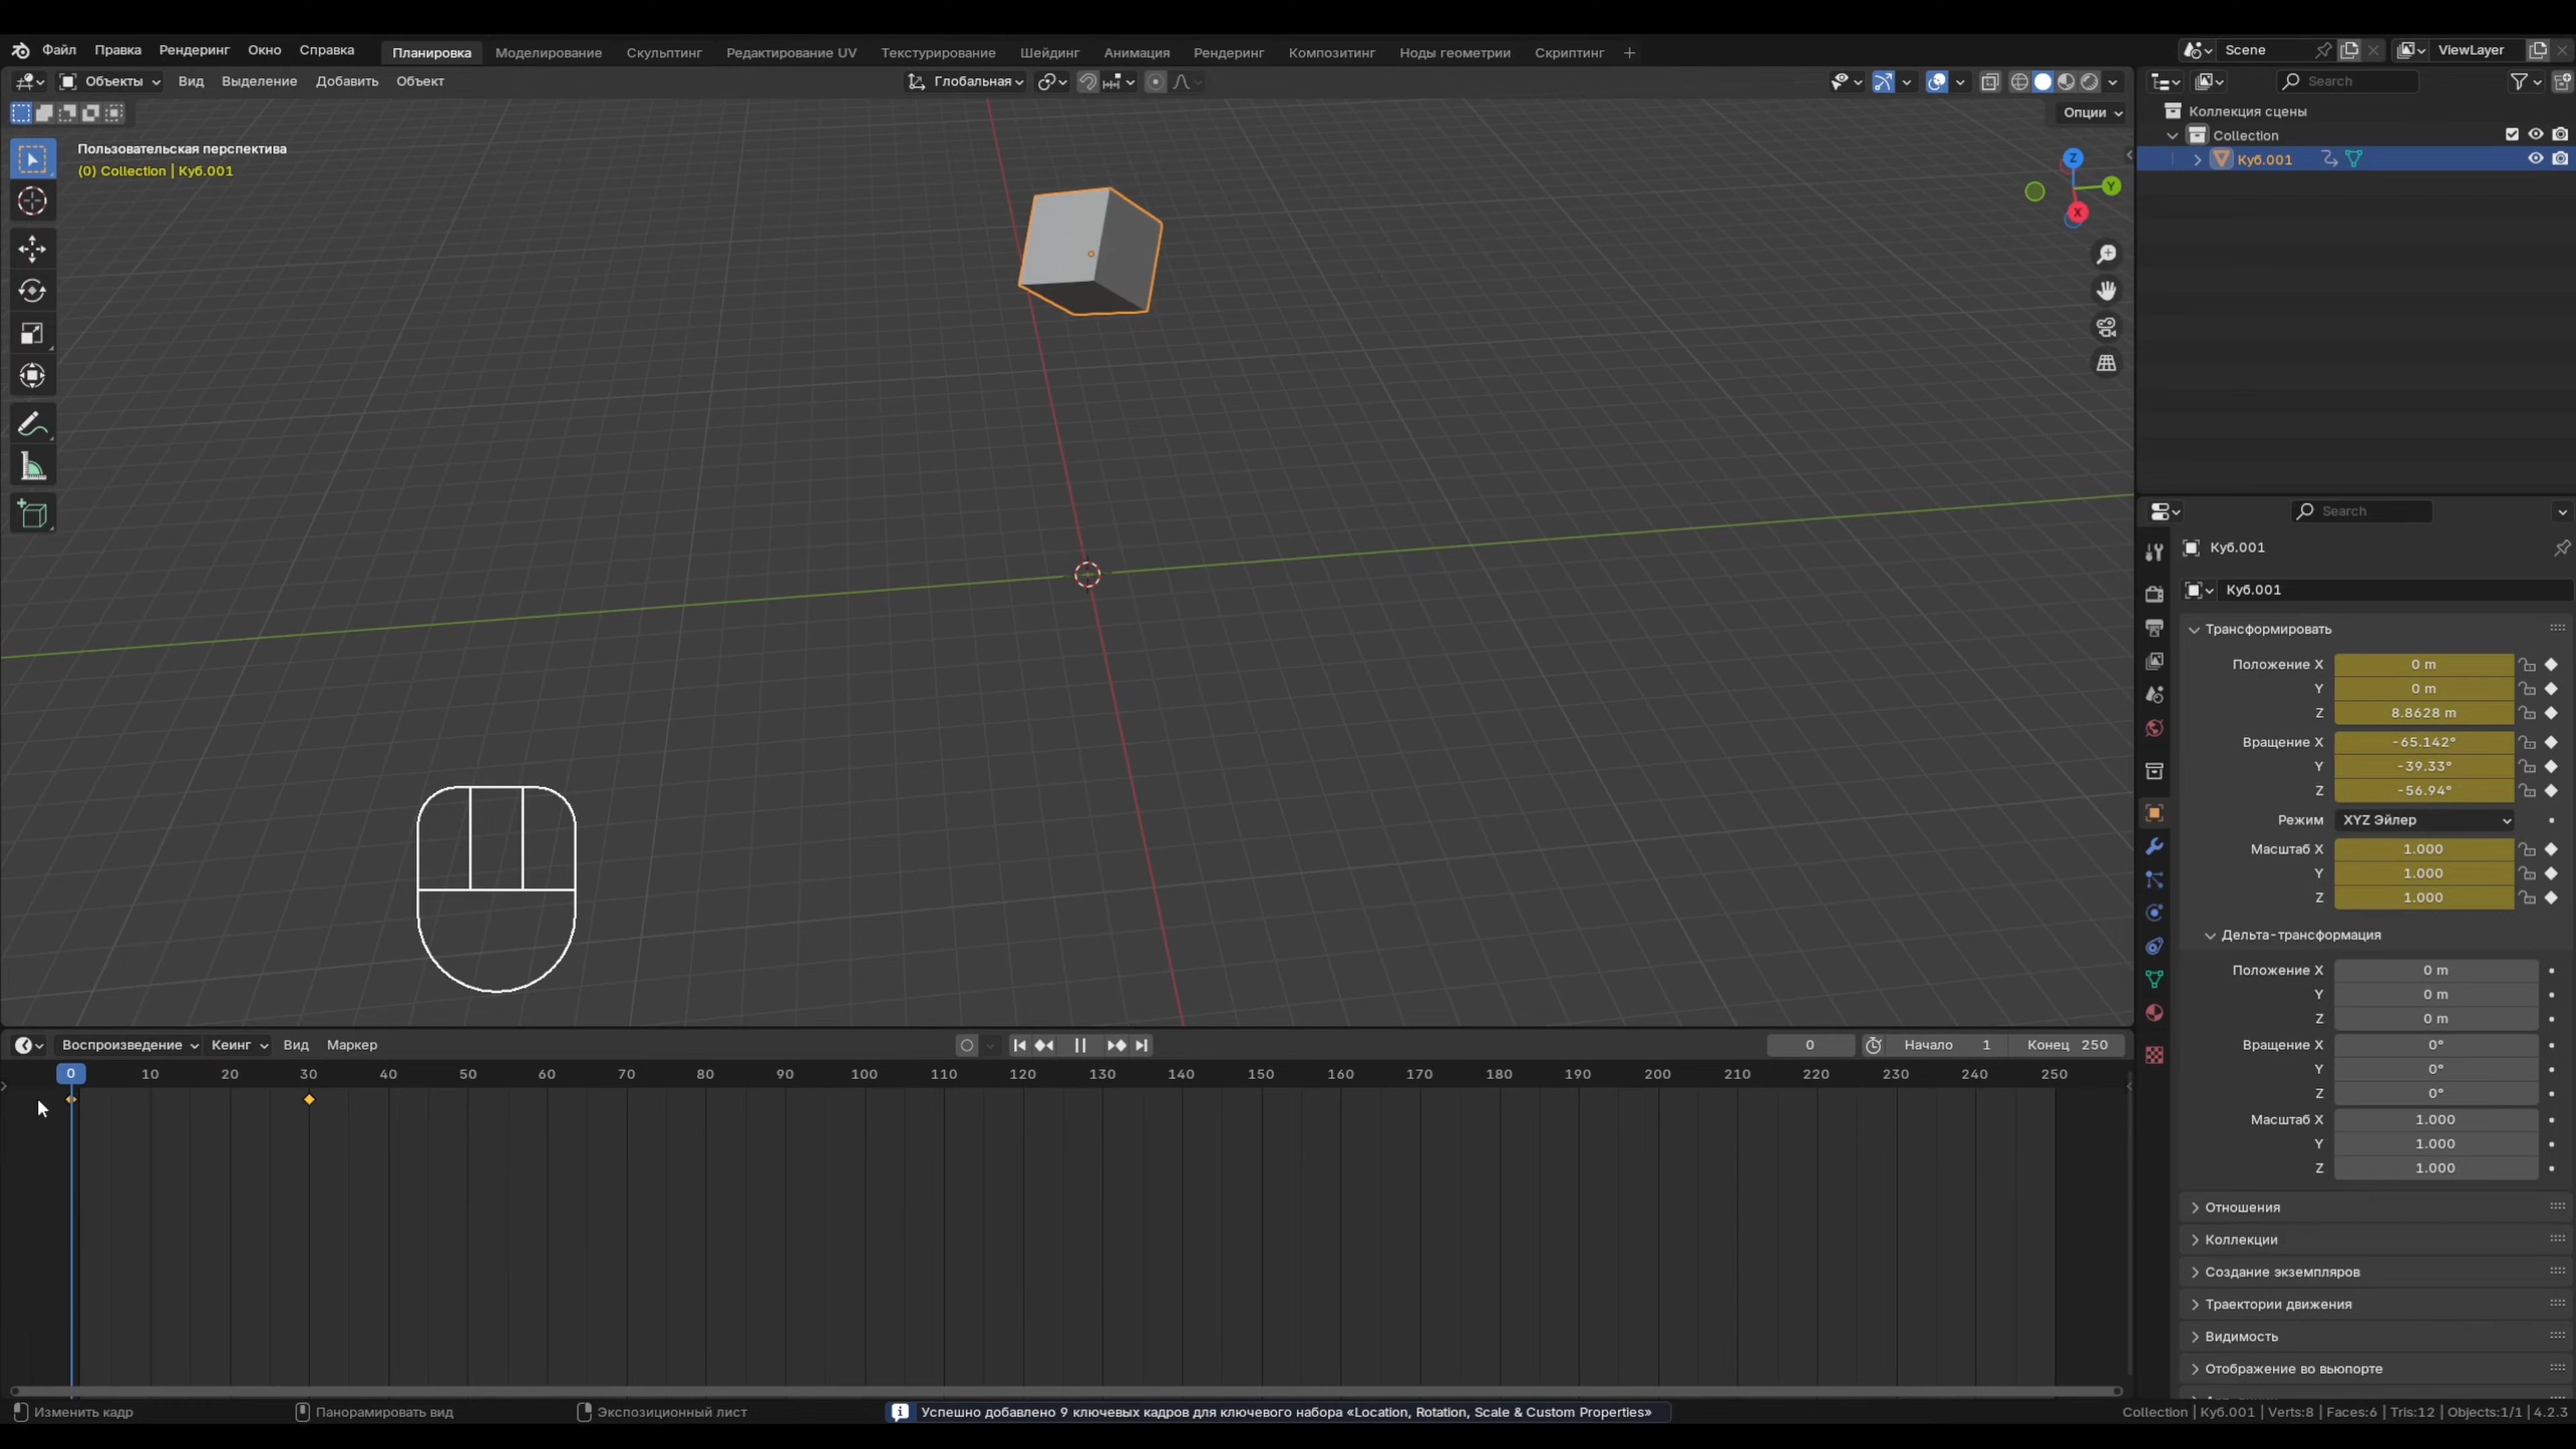 Файл Правка Рендеринг Окно Справка Планировка Моделирование Скульптинг Редактирование UV Текстурирование Шейдинг Анимация Рендеринг Композитинг Ноды геометрии Скриптинг Scene ViewLayer
Объекты Вид Выделение Добавить Объект Глобальная Search
Опции
Пользовательская перспектива
(0) Collection | Куб.001
Z
Y
X
Коллекция сцены
Collection
Куб.001
Search
Куб.001
Куб.001
Трансформировать
Положение X 0 m
Y 0 m
Z 8.8628 m
Вращение X -65.142°
Y -39.33°
Z -56.94°
Режим XYZ Эйлер
Масштаб X 1.000
Y 1.000
Z 1.000
Дельта-трансформация
Положение X 0 m
Y 0 m
Z 0 m
Вращение X 0°
Y 0°
Z 0°
Масштаб X 1.000
Y 1.000
Z 1.000
Отношения
Коллекции
Создание экземпляров
Траектории движения
Видимость
Отображение во вьюпорте
Воспроизведение Кеинг Вид Маркер 0 Начало 1 Конец 250
0 10 20 30 40 50 60 70 80 90 100 110 120 130 140 150 160 170 180 190 200 210 220 230 240 250
Изменить кадр Панорамировать вид Экспозиционный лист Успешно добавлено 9 ключевых кадров для ключевого набора «Location, Rotation, Scale & Custom Properties» Collection | Куб.001 | Verts:8 | Faces:6 | Tris:12 | Objects:1/1 | 4.2.3